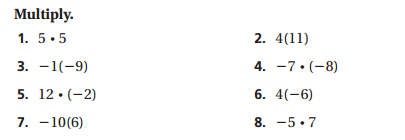 Multiply.
1. 5 • 5 2. 4(11)
3. −1(−9) 4. −7 • (−8)
5. 12 • (−2) 6. 4(−6)
7. −10(6) 8. −5 • 7